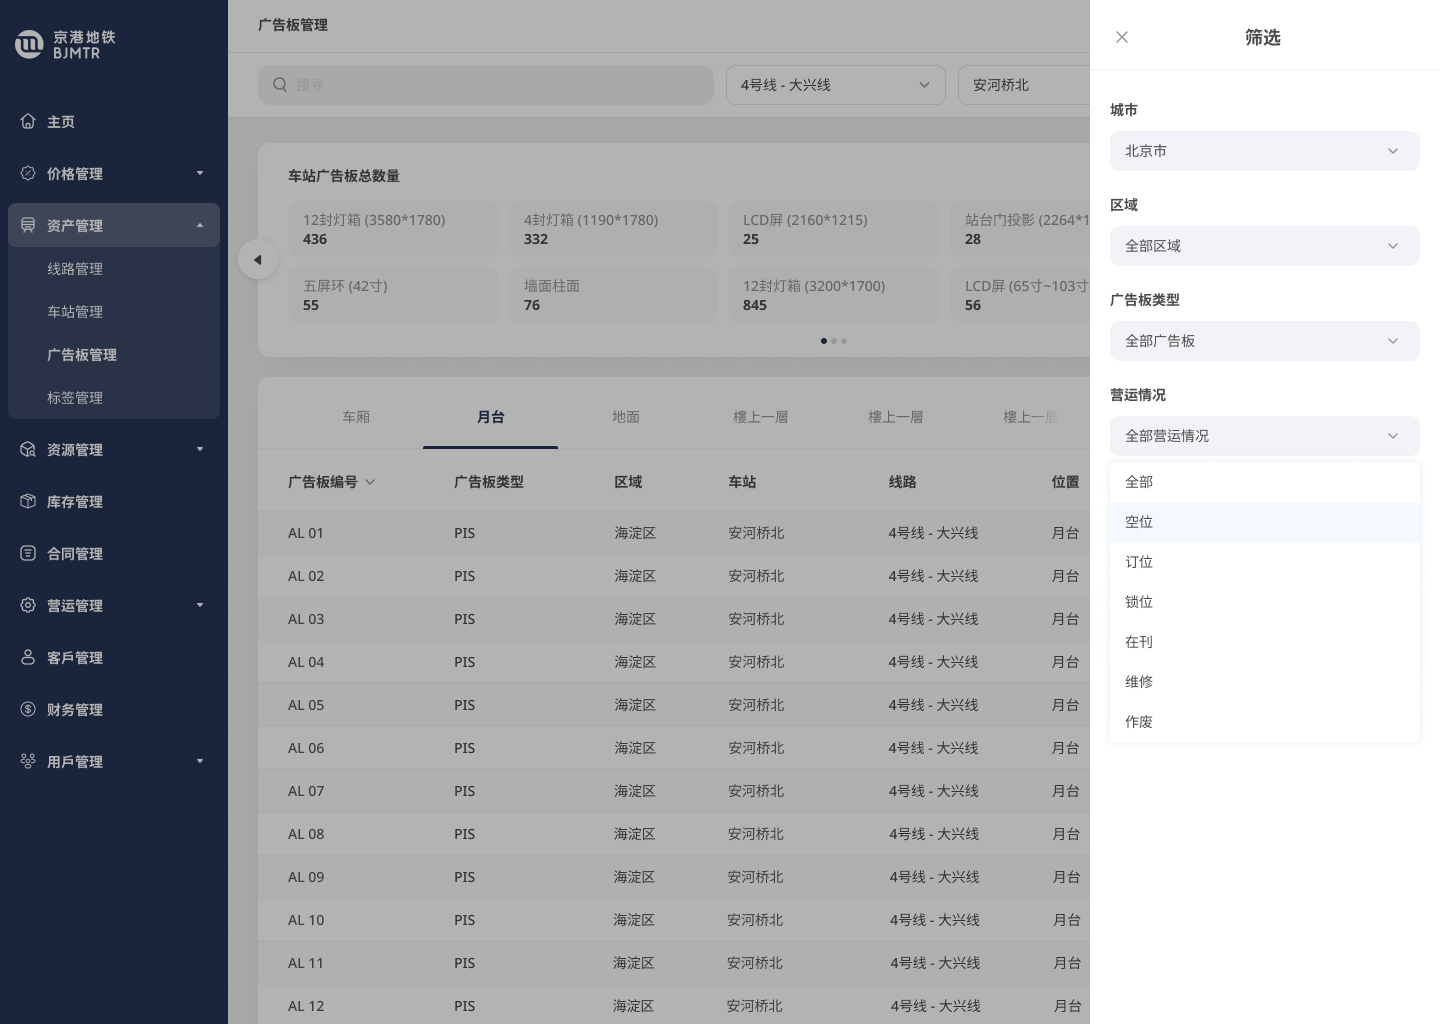 京港地铁
BJMTR
主页
价格管理
资产管理
线路管理
车站管理
广告板管理
标签管理
资源管理
库存管理
合同管理
营运管理
客戶管理
财务管理
用戶管理
广告板管理
搜寻
4号线 - 大兴线
安河桥北
车站广告板总数量
12封灯箱 (3580*1780)
436
4封灯箱 (1190*1780)
332
LCD屏 (2160*1215)
25
站台门投影 (2264*1
28
五屏环 (42寸)
55
墙面柱面
76
12封灯箱 (3200*1700)
845
LCD屏 (65寸~103寸
56
车厢
月台
地面
樓上一層
樓上一層
樓上一層
广告板编号
广告板类型
区域
车站
线路
位置
AL 01 PIS 海淀区 安河桥北 4号线 - 大兴线 月台
AL 02 PIS 海淀区 安河桥北 4号线 - 大兴线 月台
AL 03 PIS 海淀区 安河桥北 4号线 - 大兴线 月台
AL 04 PIS 海淀区 安河桥北 4号线 - 大兴线 月台
AL 05 PIS 海淀区 安河桥北 4号线 - 大兴线 月台
AL 06 PIS 海淀区 安河桥北 4号线 - 大兴线 月台
AL 07 PIS 海淀区 安河桥北 4号线 - 大兴线 月台
AL 08 PIS 海淀区 安河桥北 4号线 - 大兴线 月台
AL 09 PIS 海淀区 安河桥北 4号线 - 大兴线 月台
AL 10 PIS 海淀区 安河桥北 4号线 - 大兴线 月台
AL 11 PIS 海淀区 安河桥北 4号线 - 大兴线 月台
AL 12 PIS 海淀区 安河桥北 4号线 - 大兴线 月台
筛选
城市
北京市
区域
全部区域
广告板类型
全部广告板
营运情况
全部营运情况
全部
空位
订位
锁位
在刊
维修
作废